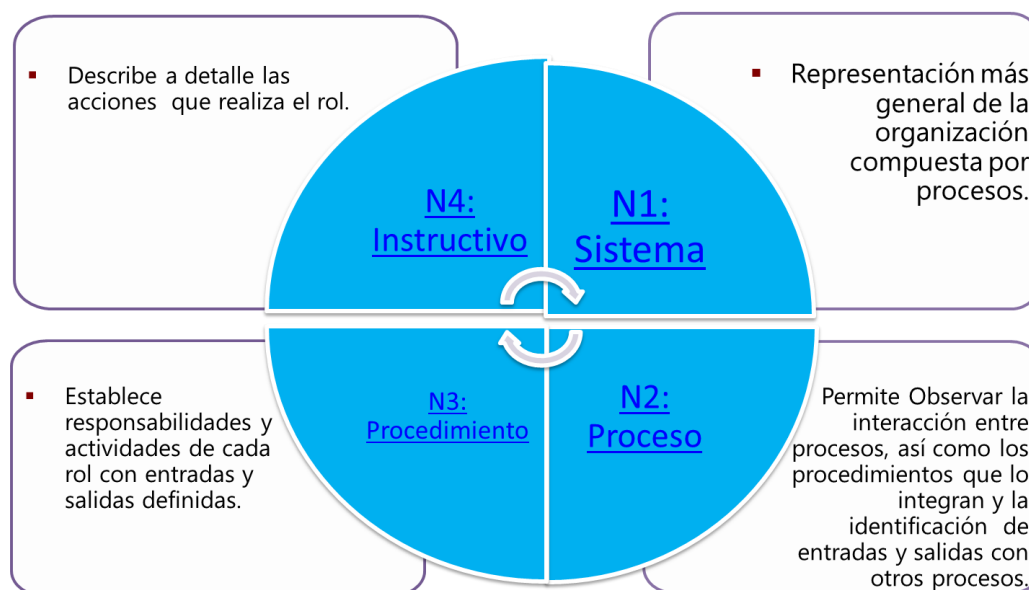 ▪ Describe a detalle las
acciones que realiza el rol.
▪ Representación más
general de la
organización
compuesta por
procesos.
N4:
Instructivo
N1:
Sistema
▪ Establece
responsabilidades y
actividades de cada
rol con entradas y
salidas definidas.
N3:
Procedimiento
N2:
Proceso
Permite Observar la
interacción entre
procesos, así como los
procedimientos que lo
integran y la
identificación de
entradas y salidas con
otros procesos.